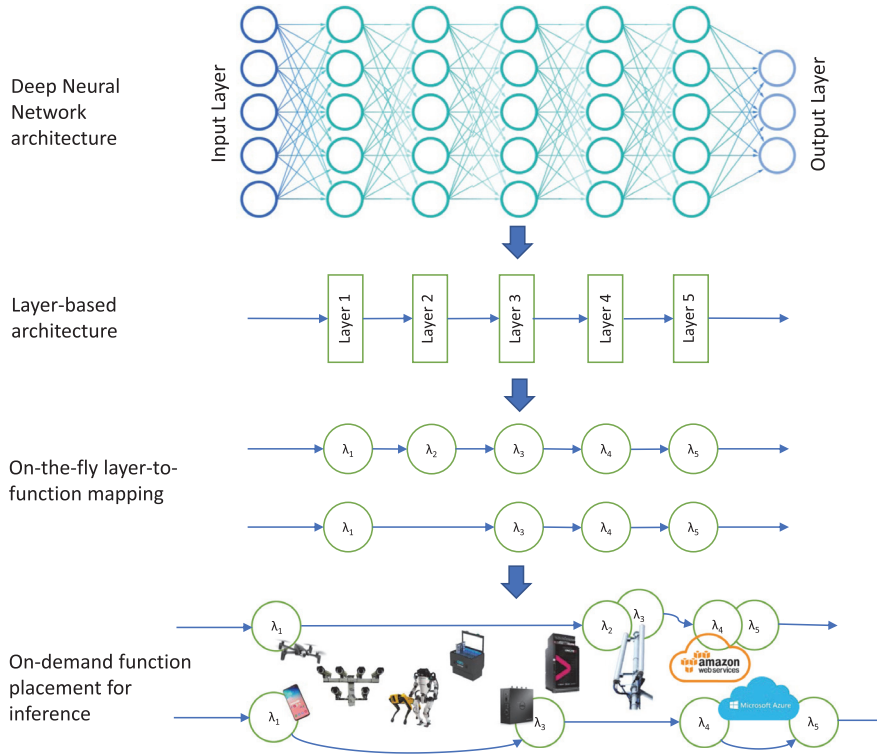 Deep Neural
Network
architecture
Input Layer
Output Layer
Layer-based
architecture
Layer 1
Layer 2
Layer 3
Layer 4
Layer 5
On-the-fly layer-to-
function mapping
λ1
λ2
λ3
λ4
λ5
λ1
λ3
λ4
λ5
On-demand function
placement for
inference
λ1
λ2
λ3
λ4
λ5
amazon
webservices
Microsoft Azure
λ1
λ3
λ4
λ5